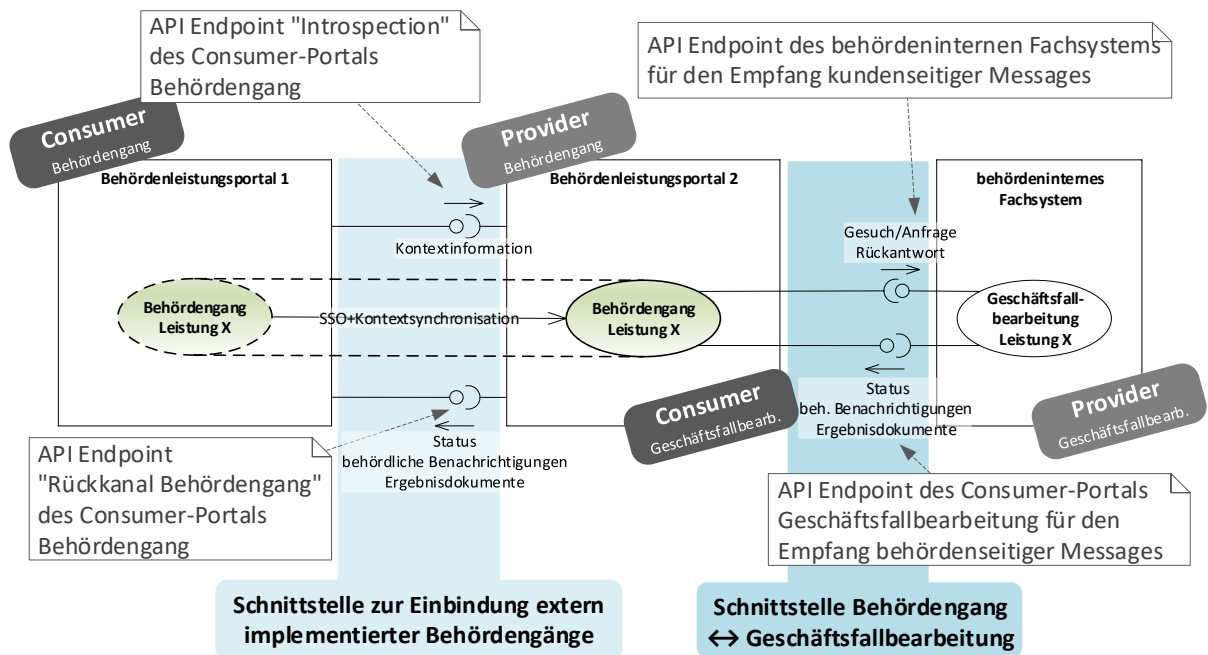 API Endpoint "Introspection"
des Consumer-Portals
Behördengang
API Endpoint des behördeninternen Fachsystems
für den Empfang kundenseitiger Messages
Consumer
Behördengang
Provider
Behördengang
Behördenleistungsportal 1
Behördenleistungsportal 2
behördeninternes
Fachsystem
Kontextinformation
Gesuch/Anfrage
Rückantwort
Behördengang
Leistung X
SSO+Kontextsynchronisation
Behördengang
Leistung X
Geschäftsfall-
bearbeitung
Leistung X
Status
behördliche Benachrichtigungen
Ergebnisdokumente
Consumer
Geschäftsfallbearb.
Status
beh. Benachrichtigungen
Ergebnisdokumente
Provider
Geschäftsfallbearb.
API Endpoint
"Rückkanal Behördengang"
des Consumer-Portals
Behördengang
API Endpoint des Consumer-Portals
Geschäftsfallbearbeitung für den
Empfang behördenseitiger Messages
Schnittstelle zur Einbindung extern
implementierter Behördengänge
Schnittstelle Behördengang
↔ Geschäftsfallbearbeitung